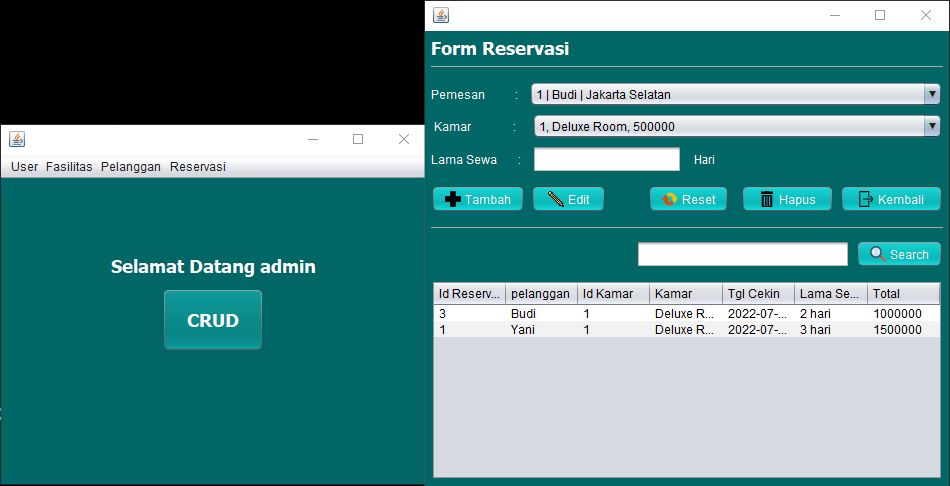 User Fasilitas Pelanggan Reservasi
Selamat Datang admin
CRUD
Form Reservasi
Pemesan : 1 | Budi | Jakarta Selatan
Kamar : 1, Deluxe Room, 500000
Lama Sewa : Hari
Tambah Edit Reset Hapus Kembali
Search
Id Reserv... pelanggan Id Kamar Kamar Tgl Cekin Lama Se... Total
3 Budi 1 Deluxe R... 2022-07-... 2 hari 1000000
1 Yani 1 Deluxe R... 2022-07-... 3 hari 1500000